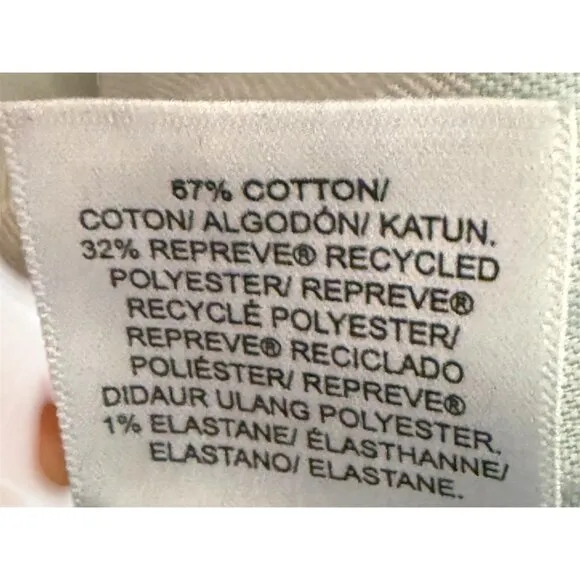 67% COTTON/
COTON/ ALGODÓN/ KATUN.
32% REPREVE® RECYCLED
POLYESTER/ REPREVE®
RECYCLÉ POLYESTER/
REPREVE® RECICLADO
POLIÉSTER/ REPREVE®
DIDAUR ULANG POLYESTER.
1% ELASTANE/ ÉLASTHANNE/
ELASTANO/ ELASTANE.